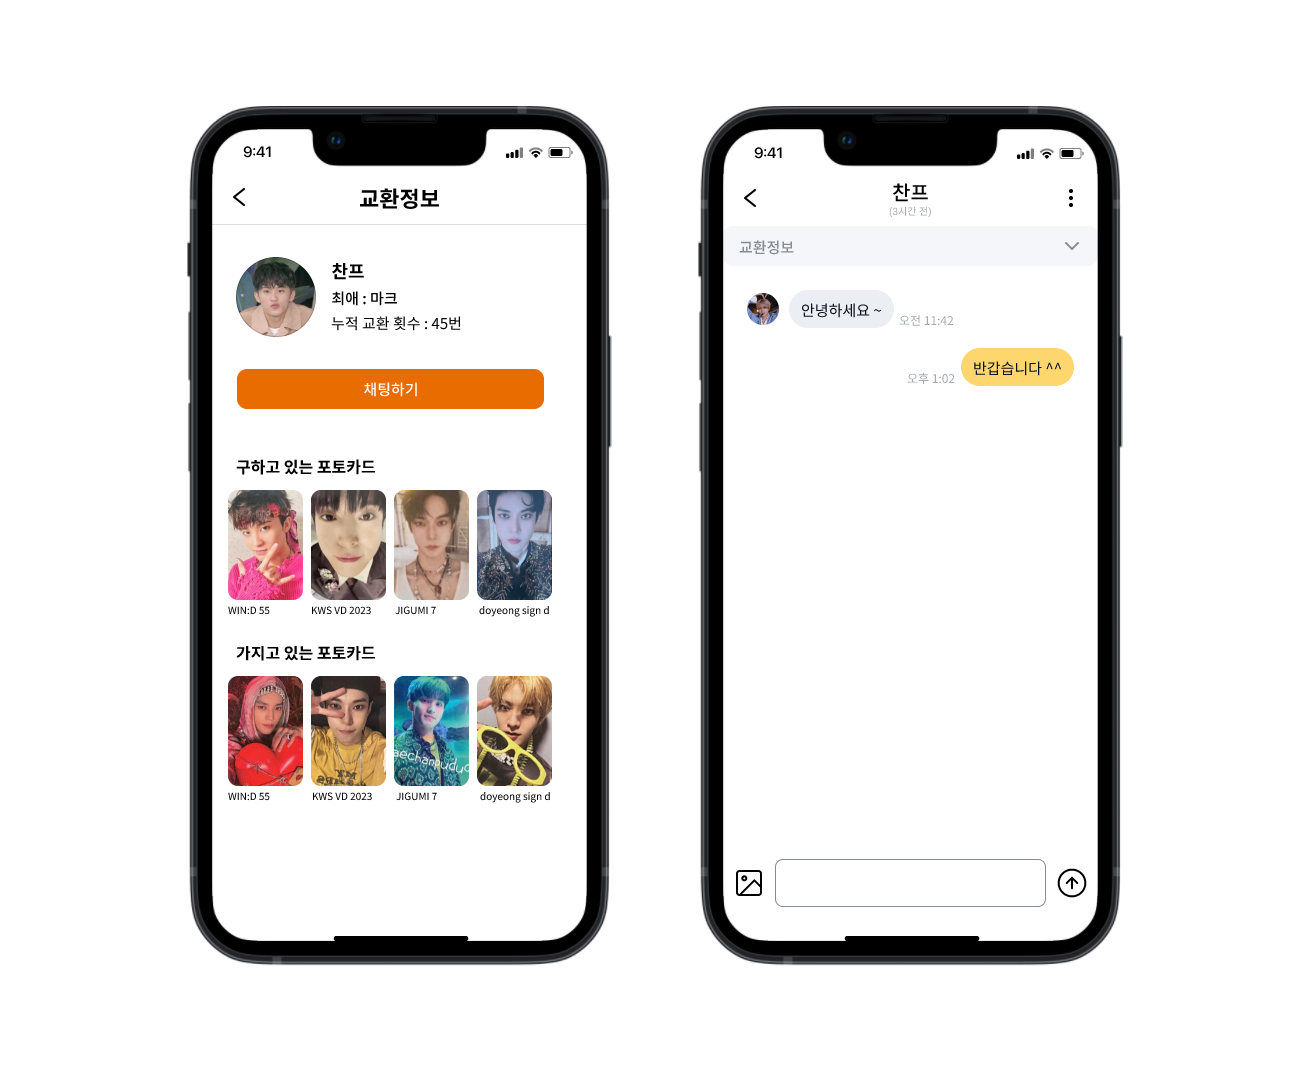 9:41
교환정보
찬프
최애 : 마크
누적 교환 횟수 : 45번
채팅하기
구하고 있는 포토카드
WIN:D 55
KWS VD 2023
JIGUMI 7
doyeong sign d
가지고 있는 포토카드
aechanpuduc
WIN:D 55
KWS VD 2023
JIGUMI 7
doyeong sign d
9:41
찬프
(3시간 전)
교환정보
안녕하세요 ~
오전 11:42
반갑습니다 ^^
오후 1:02